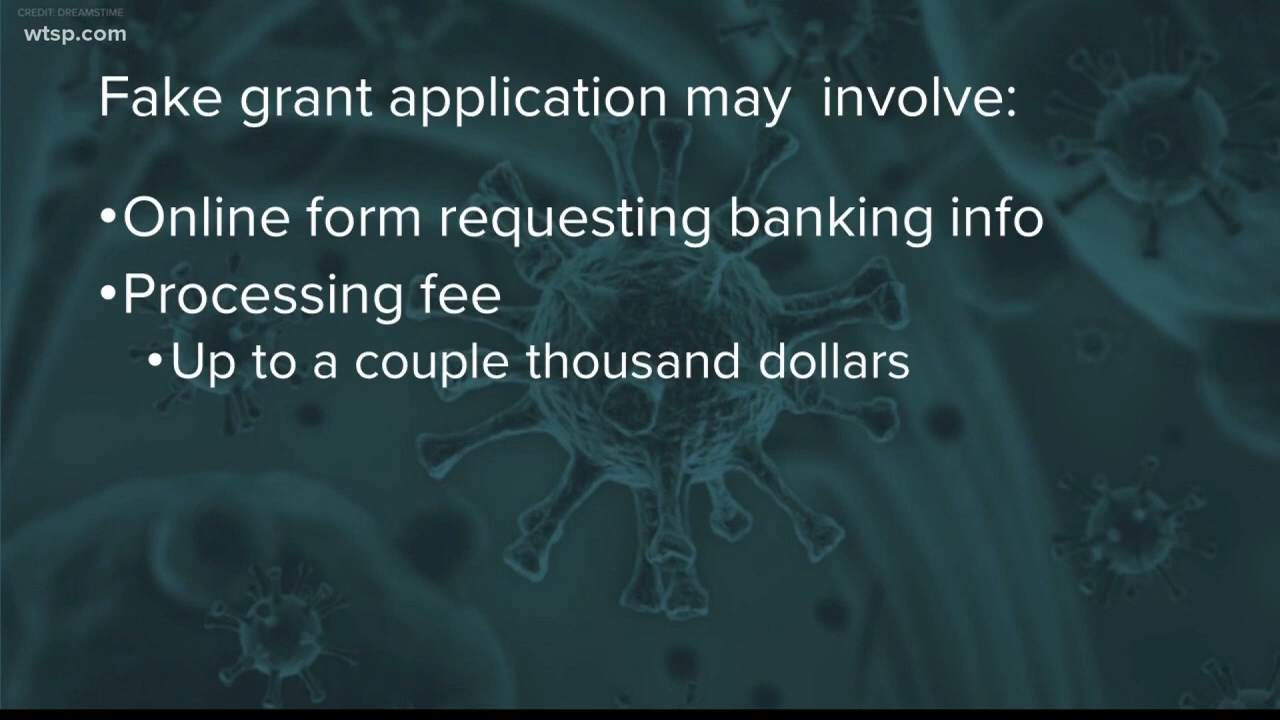 CREDIT: DREAMSTIME
wtsp.com
Fake grant application may  involve:
•Online form requesting banking info
•Processing fee
•Up to a couple thousand dollars